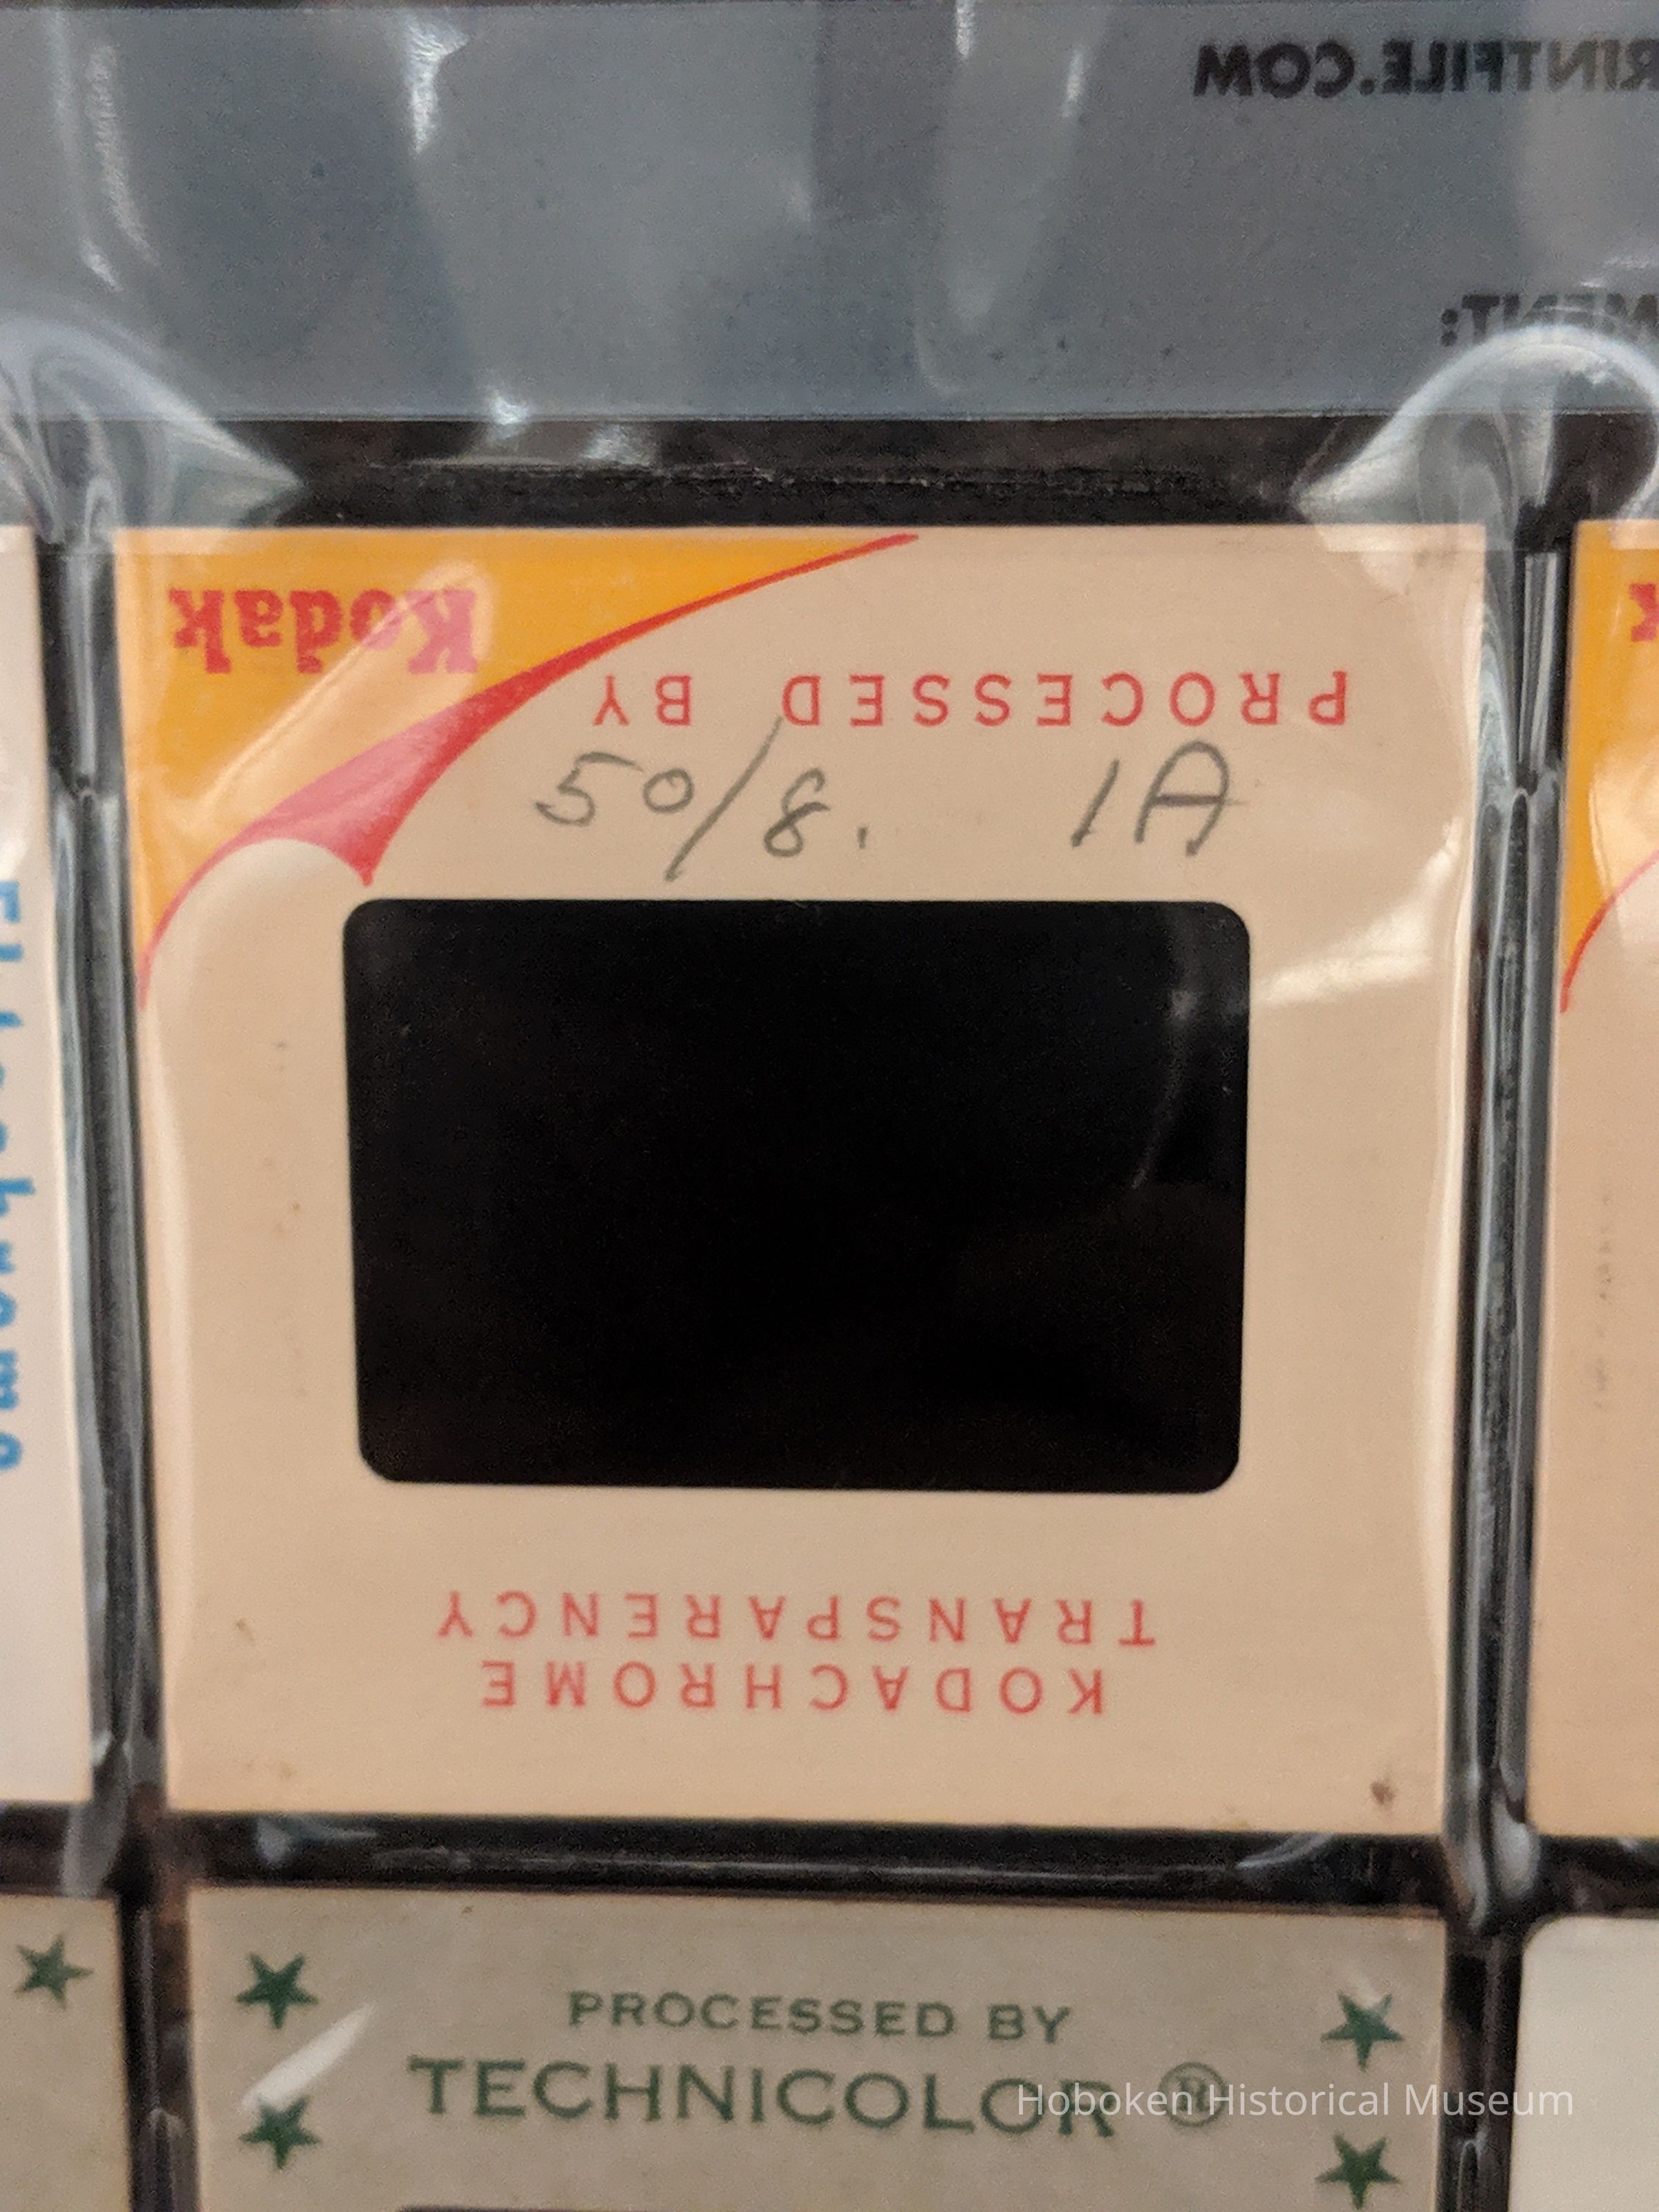 RINTFILE.COM
MENT:
Kodak
PROCESSED BY
50/8. 1A
KODACHROME
TRANSPARENCY
k
PROCESSED BY
TECHNICOLOR ®
Hoboken Historical Museum